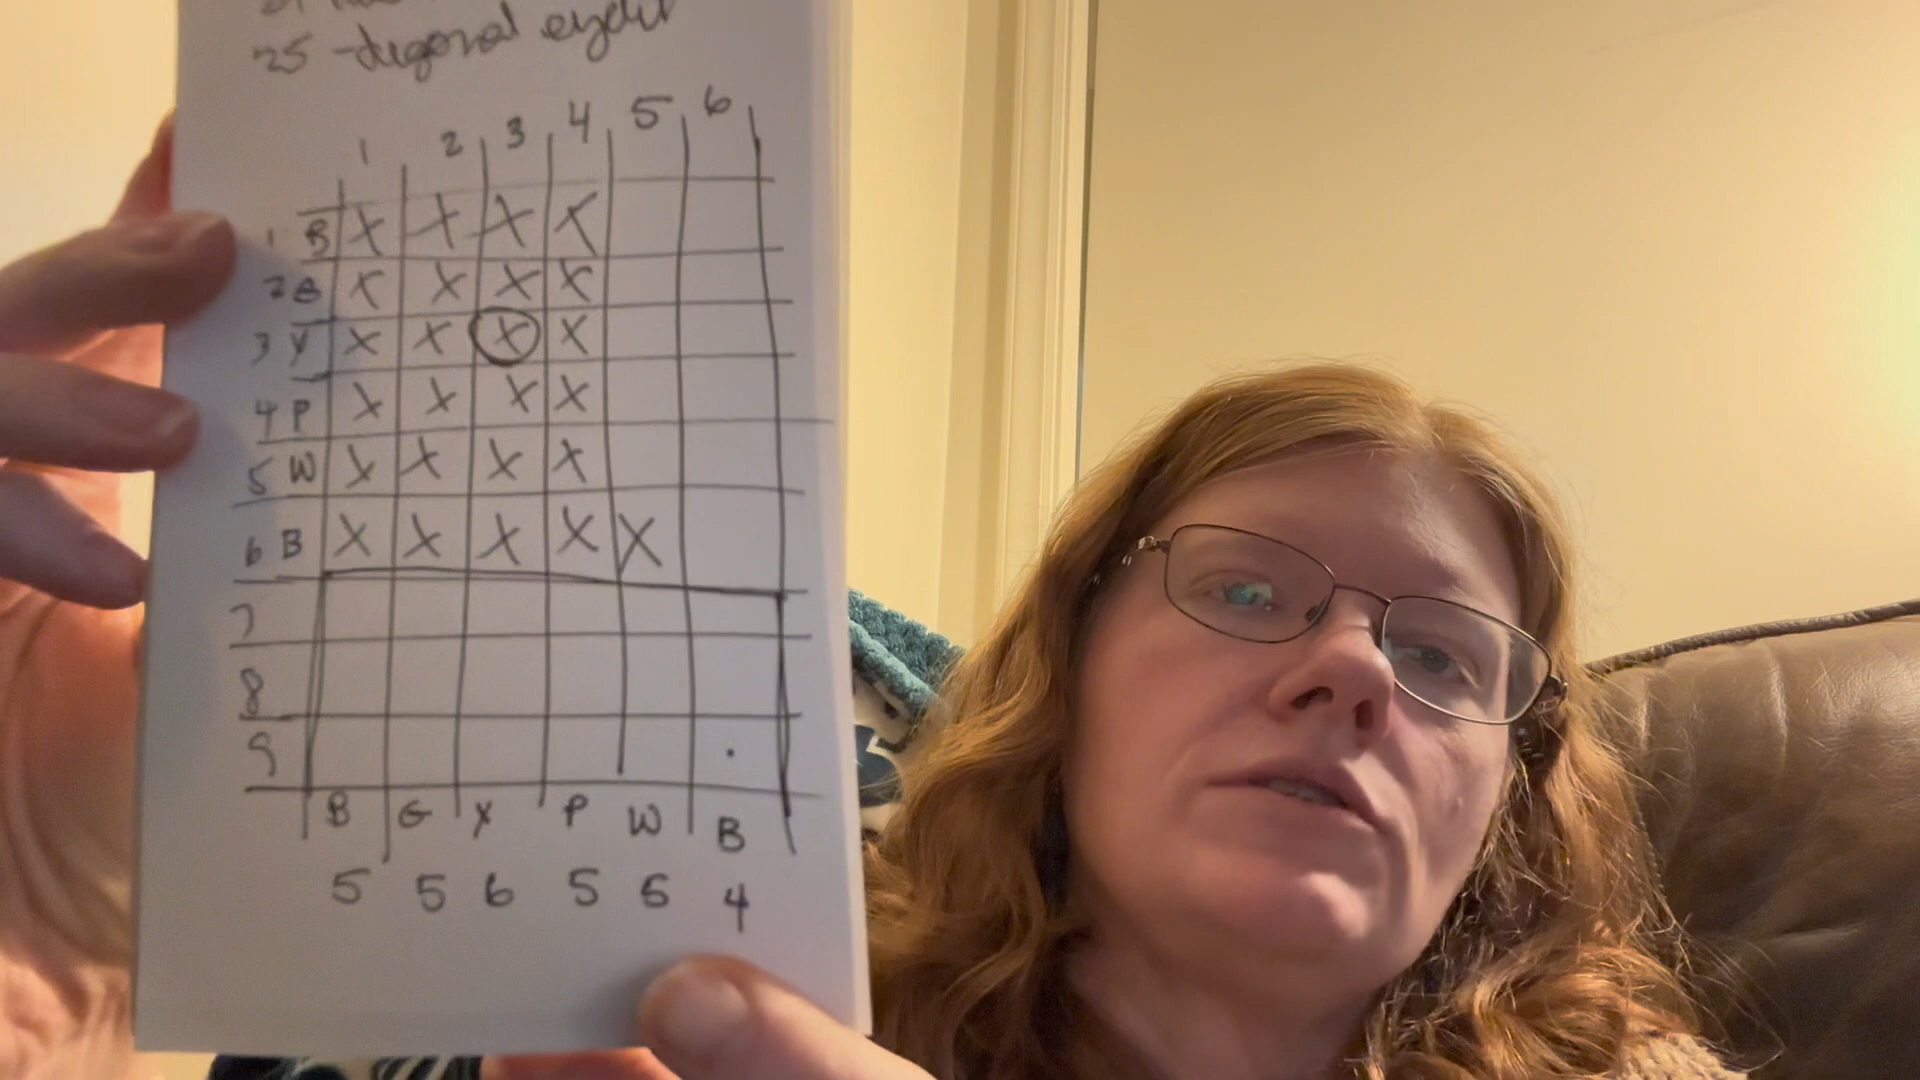 25 - diagonal
1 2 3 4 5 6
1 B X X X X
2 G X X X X
3 Y X X X X
4 P X X X X
5 W X X X X
6 B X X X X X
7
8
9
B G Y P W B
5 5 6 5 6 4